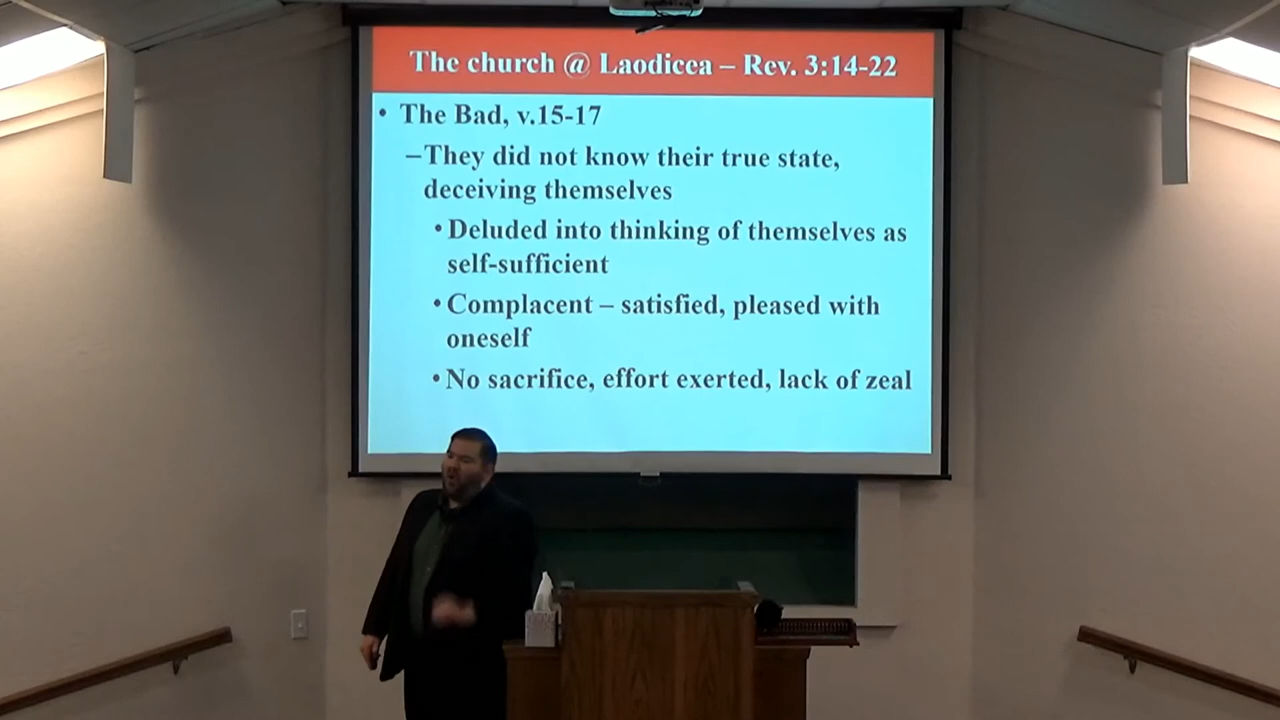 The church @ Laodicea – Rev. 3:14-22
• The Bad, v.15-17
–They did not know their true state,
deceiving themselves
• Deluded into thinking of themselves as
self-sufficient
• Complacent – satisfied, pleased with
oneself
• No sacrifice, effort exerted, lack of zeal